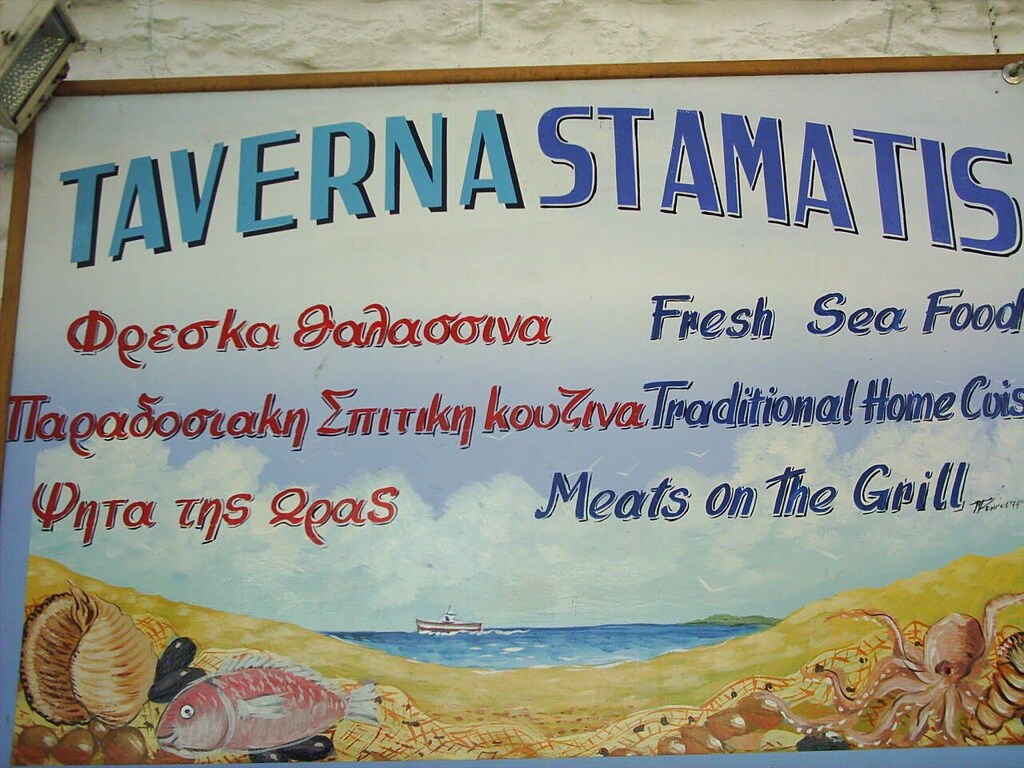 TAVERNA STAMATIS
Φρεσκα θαλασσινα Fresh Sea Food
Παραδοσιακη Σπιτικη κουζινα Traditional Home Cuis
Ψητα της Ωρας Meats on The Grill